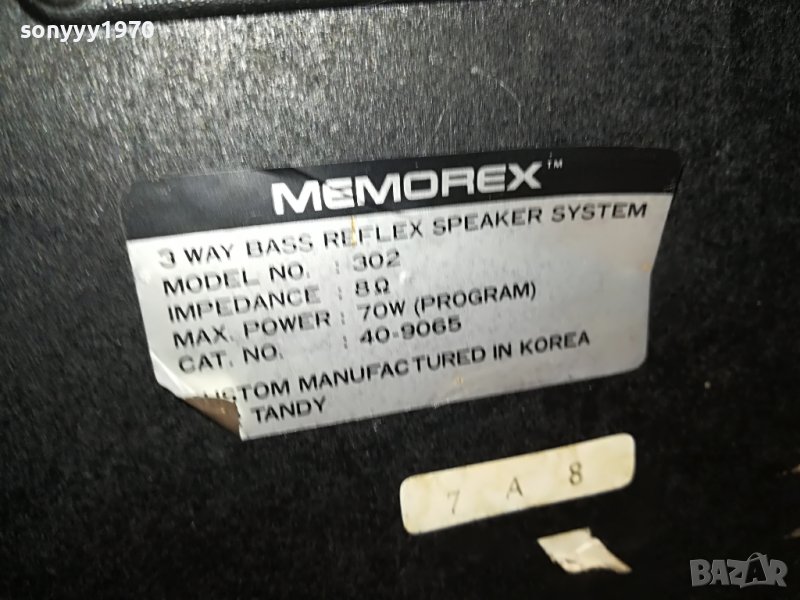 sonyyy1970
MEMOREX™
3 WAY BASS REFLEX SPEAKER SYSTEM
MODEL NO. : 302
IMPEDANCE : 8Ω
MAX. POWER : 70W (PROGRAM)
CAT. NO. : 40-9065
CUSTOM MANUFACTURED IN KOREA
TANDY
7 A 8
BAZAR